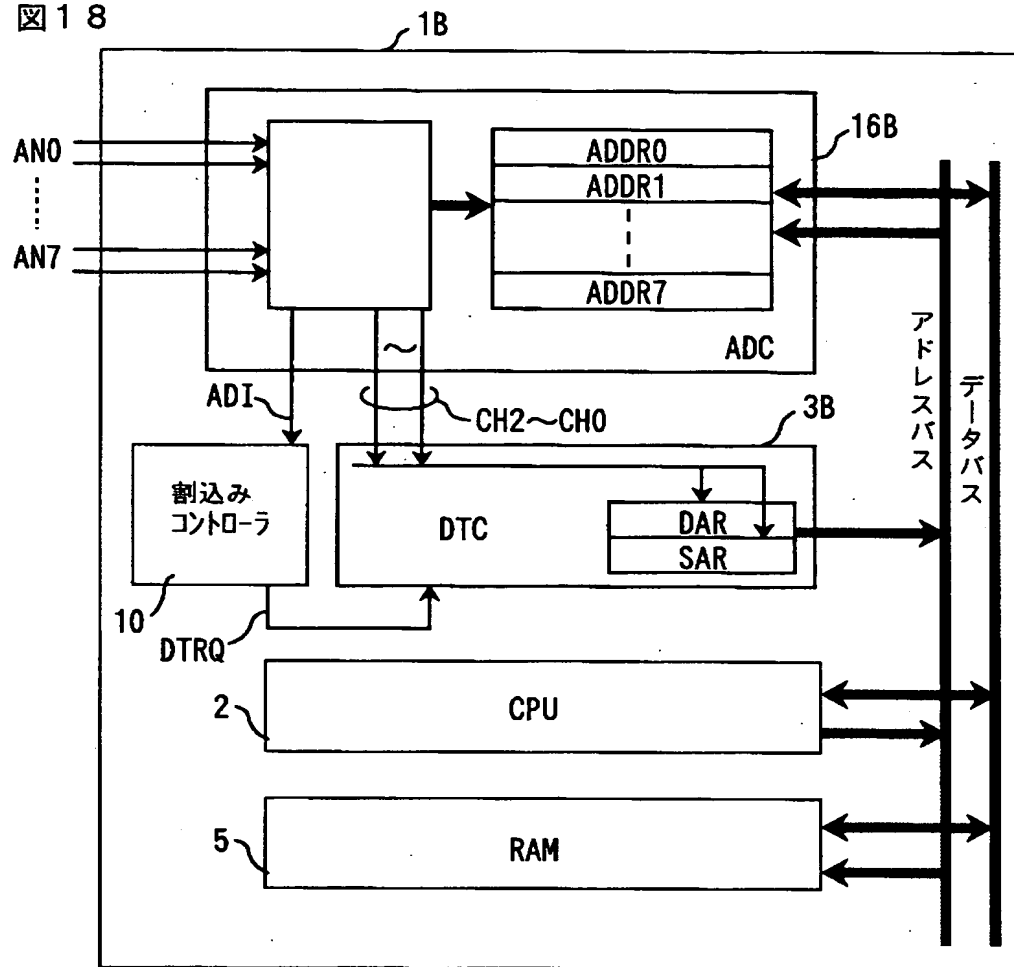 図18
1B
16B
AN0
AN7
ADDR0
ADDR1
ADDR7
ADC
ADI
CH2～CH0
～
3B
割込み
コントローラ
DTC
DAR
SAR
10
DTRQ
アドレスバス
データバス
2
CPU
5
RAM